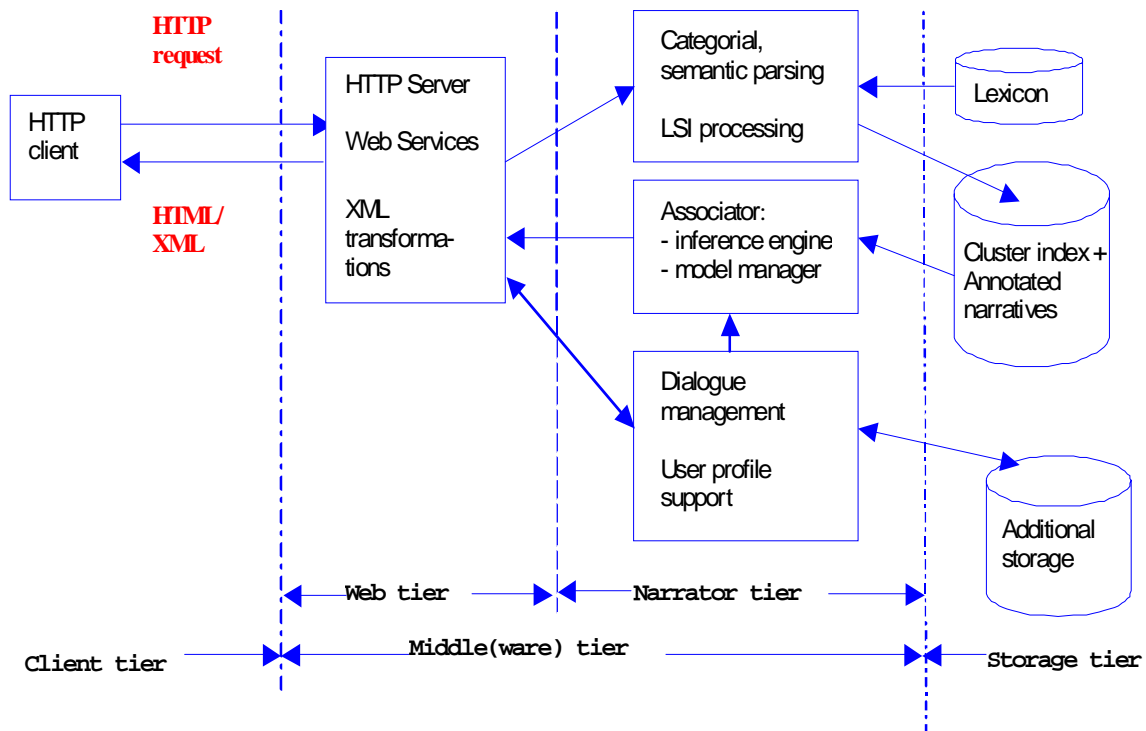 HTTP
request
HTTP
client
HTML/
XML
HTTP Server
Web Services
XML
transforma-
tions
Categorial,
semantic parsing
LSI processing
Associator:
- inference engine
- model manager
Dialogue
management
User profile
support
Lexicon
Cluster index +
Annotated
narratives
Additional
storage
Web tier
Narrator tier
Client tier
Middle(ware) tier
Storage tier